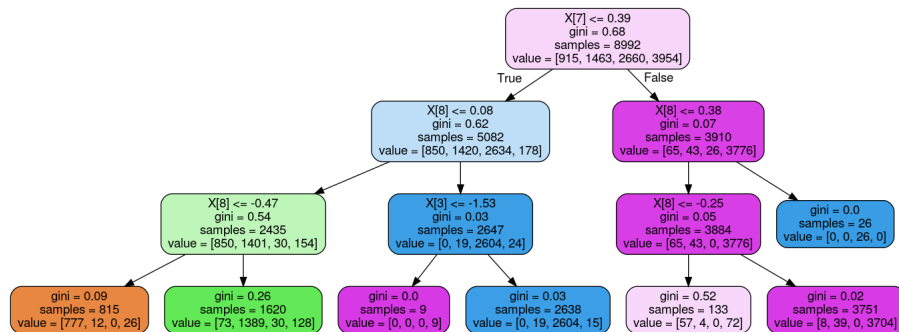 X[7] <= 0.39
gini = 0.68
samples = 8992
value = [915, 1463, 2660, 3954]
True
False
X[8] <= 0.08
gini = 0.62
samples = 5082
value = [850, 1420, 2634, 178]
X[8] <= 0.38
gini = 0.07
samples = 3910
value = [65, 43, 26, 3776]
X[8] <= -0.47
gini = 0.54
samples = 2435
value = [850, 1401, 30, 154]
X[3] <= -1.53
gini = 0.03
samples = 2647
value = [0, 19, 2604, 24]
X[8] <= -0.25
gini = 0.05
samples = 3884
value = [65, 43, 0, 3776]
gini = 0.0
samples = 26
value = [0, 0, 26, 0]
gini = 0.09
samples = 815
value = [777, 12, 0, 26]
gini = 0.26
samples = 1620
value = [73, 1389, 30, 128]
gini = 0.0
samples = 9
value = [0, 0, 0, 9]
gini = 0.03
samples = 2638
value = [0, 19, 2604, 15]
gini = 0.52
samples = 133
value = [57, 4, 0, 72]
gini = 0.02
samples = 3751
value = [8, 39, 0, 3704]